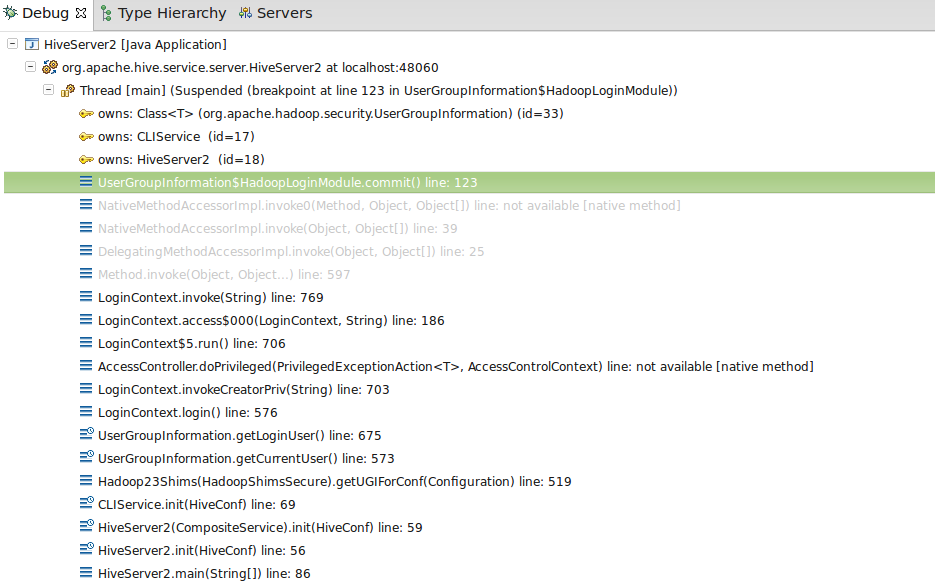 Debug Type Hierarchy Servers
HiveServer2 [Java Application]
org.apache.hive.service.server.HiveServer2 at localhost:48060
Thread [main] (Suspended (breakpoint at line 123 in UserGroupInformation$HadoopLoginModule))
owns: Class<T> (org.apache.hadoop.security.UserGroupInformation) (id=33)
owns: CLIService (id=17)
owns: HiveServer2 (id=18)
UserGroupInformation$HadoopLoginModule.commit() line: 123
NativeMethodAccessorImpl.invoke0(Method, Object, Object[]) line: not available [native method]
NativeMethodAccessorImpl.invoke(Object, Object[]) line: 39
DelegatingMethodAccessorImpl.invoke(Object, Object[]) line: 25
Method.invoke(Object, Object...) line: 597
LoginContext.invoke(String) line: 769
LoginContext.access$000(LoginContext, String) line: 186
LoginContext$5.run() line: 706
AccessController.doPrivileged(PrivilegedExceptionAction<T>, AccessControlContext) line: not available [native method]
LoginContext.invokeCreatorPriv(String) line: 703
LoginContext.login() line: 576
UserGroupInformation.getLoginUser() line: 675
UserGroupInformation.getCurrentUser() line: 573
Hadoop23Shims(HadoopShimsSecure).getUGIForConf(Configuration) line: 519
CLIService.init(HiveConf) line: 69
HiveServer2(CompositeService).init(HiveConf) line: 59
HiveServer2.init(HiveConf) line: 56
HiveServer2.main(String[]) line: 86